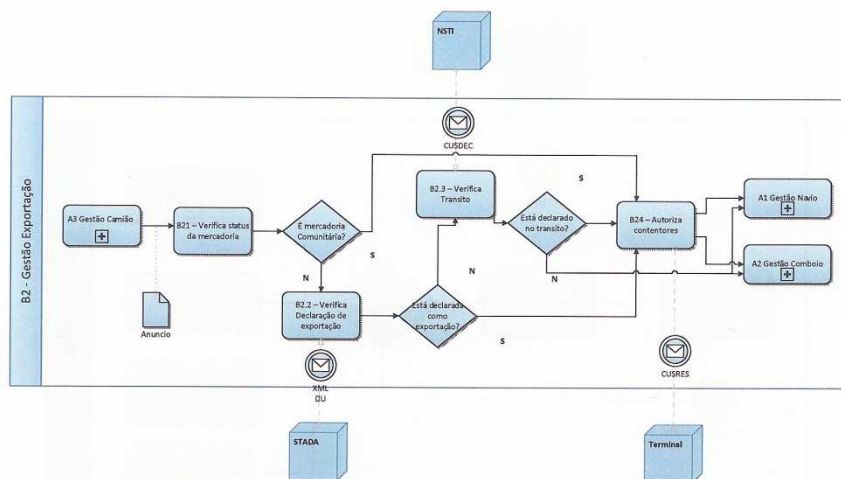 NSTI
CUSDEC
B2 - Gestão Exportação
A3 Gestão Camião
B21 – Verifica status
da mercadoria
É mercadoria
Comunitária?
S
N
B2.3 – Verifica
Transito
Está declarado
no transito?
S
N
B24 – Autoriza
contentores
A1 Gestão Navio
A2 Gestão Comboio
Anuncio
B2.2 – Verifica
Declaração de
exportação
Está declarada
como
exportação?
N
S
XML
DU
CUSRES
STADA
Terminal